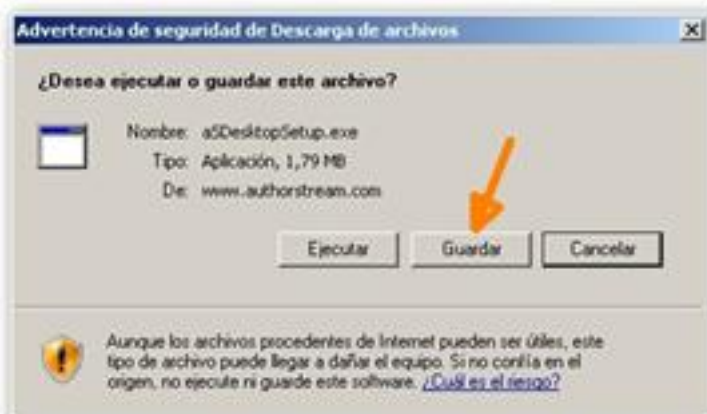 Advertencia de seguridad de Descarga de archivos
¿Desea ejecutar o guardar este archivo?
Nombre: aSDesktopSetup.exe
Tipo: Aplicación, 1,79 MB
De: www.authorstream.com
Ejecutar Guardar Cancelar
Aunque los archivos procedentes de Internet pueden ser útiles, este
tipo de archivo puede llegar a dañar el equipo. Si no confía en el
origen, no ejecute ni guarde este software. ¿Cuál es el riesgo?